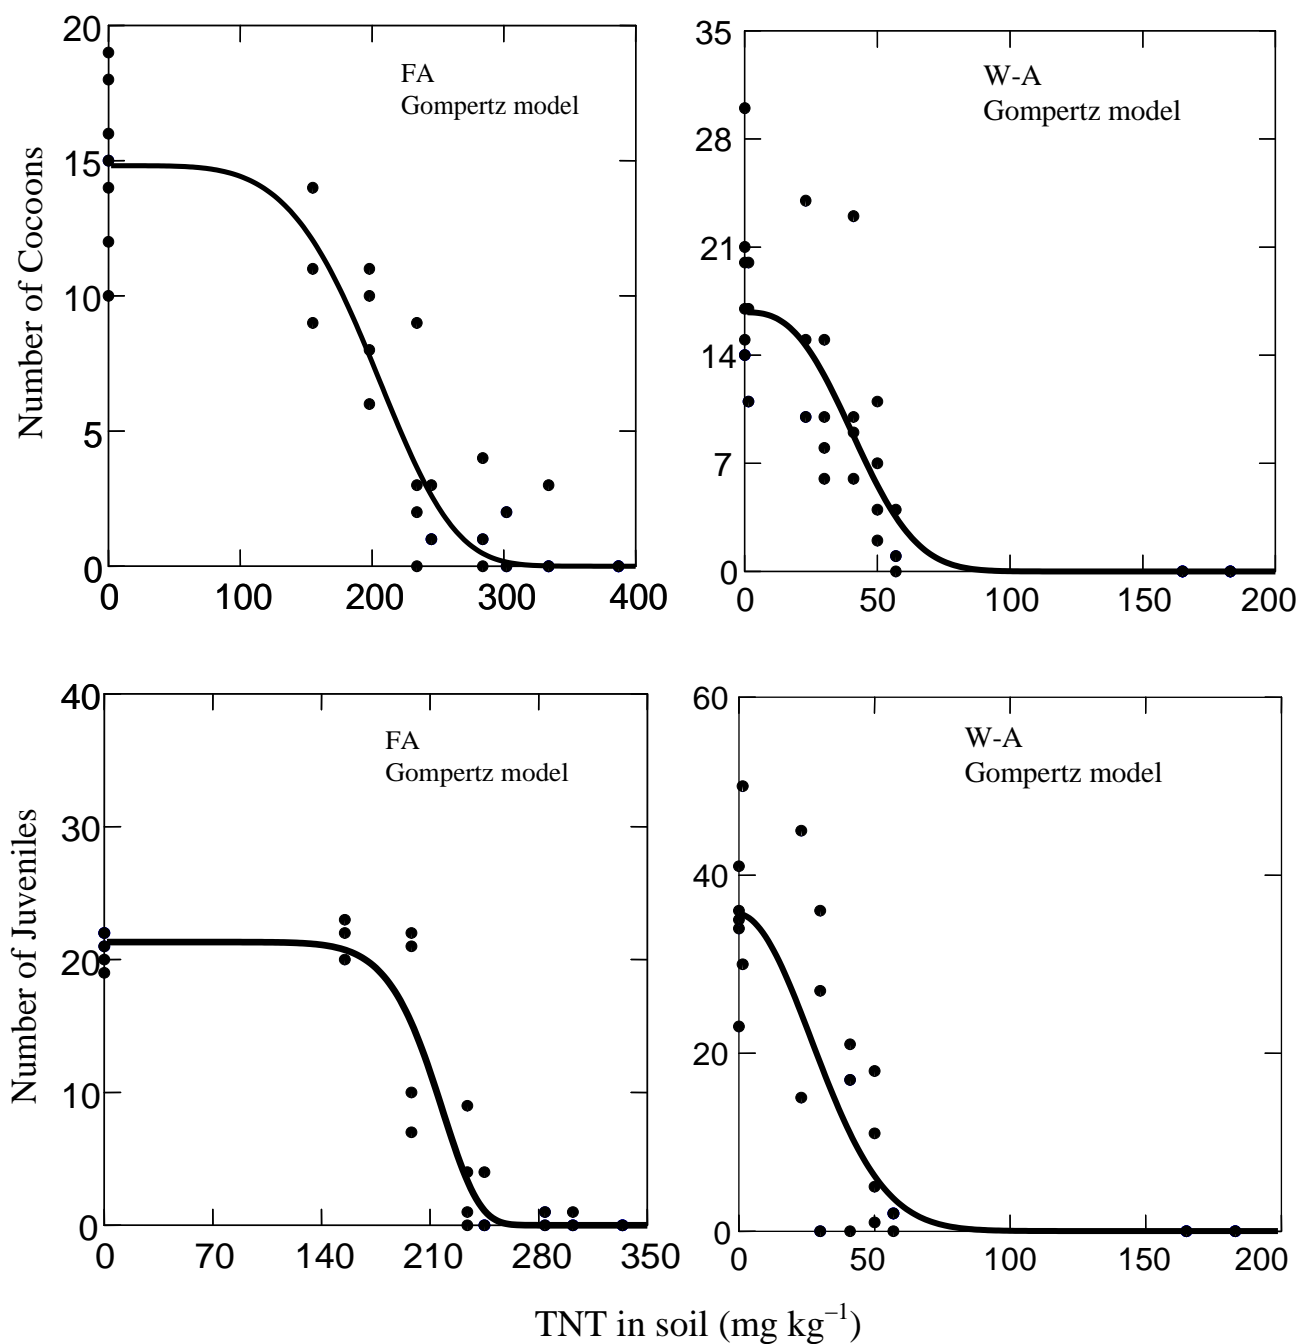 Number of Cocoons
20
15
10
5
0
FA
Gompertz model
0 100 200 300 400
35
28
21
14
7
0
W-A
Gompertz model
0 50 100 150 200
Number of Juveniles
40
30
20
10
0
FA
Gompertz model
0 70 140 210 280 350
60
40
20
0
W-A
Gompertz model
0 50 100 150 200
TNT in soil (mg kg⁻¹)